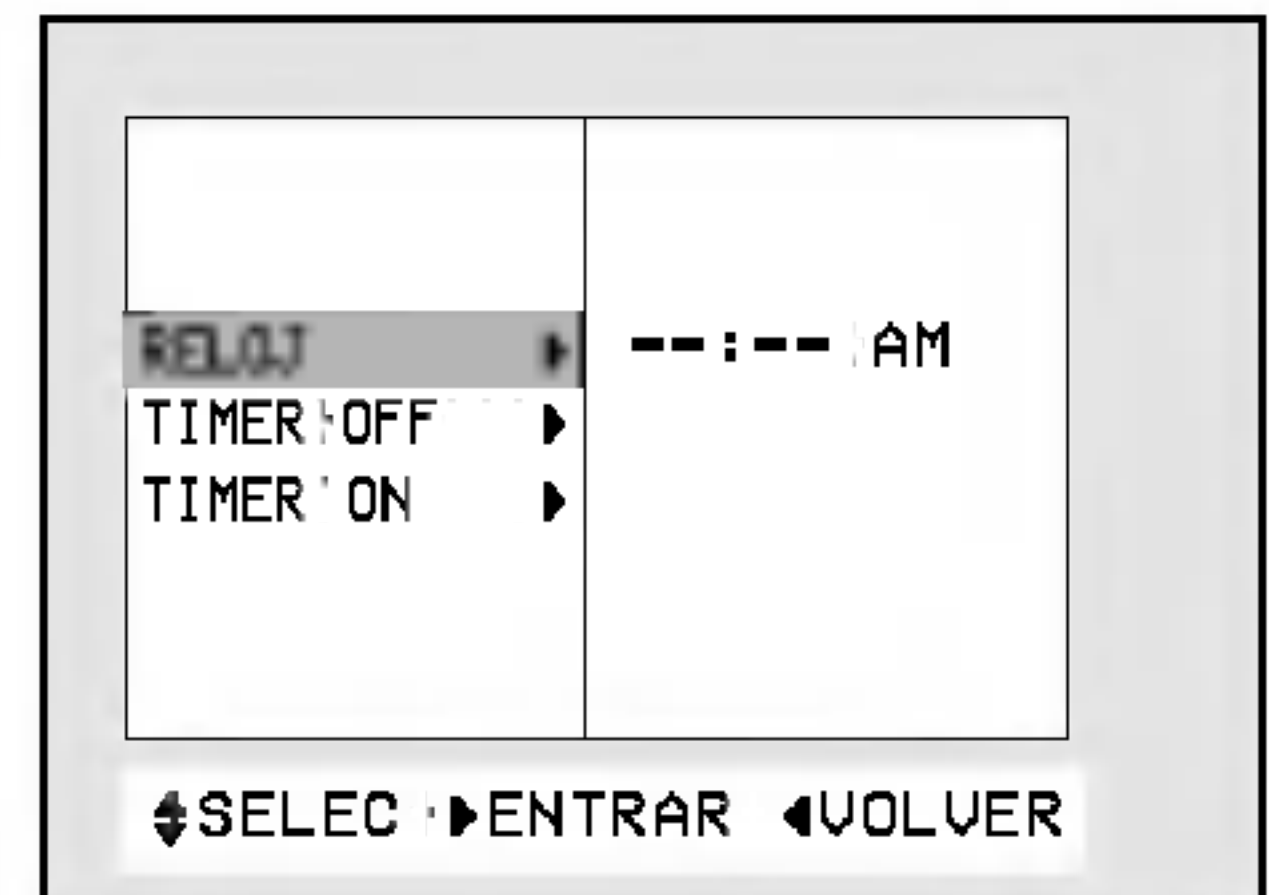 RELOJ ▶ --:-- AM
TIMER OFF ▶
TIMER ON ▶
⬍SELEC ▶ENTRAR ◀VOLVER